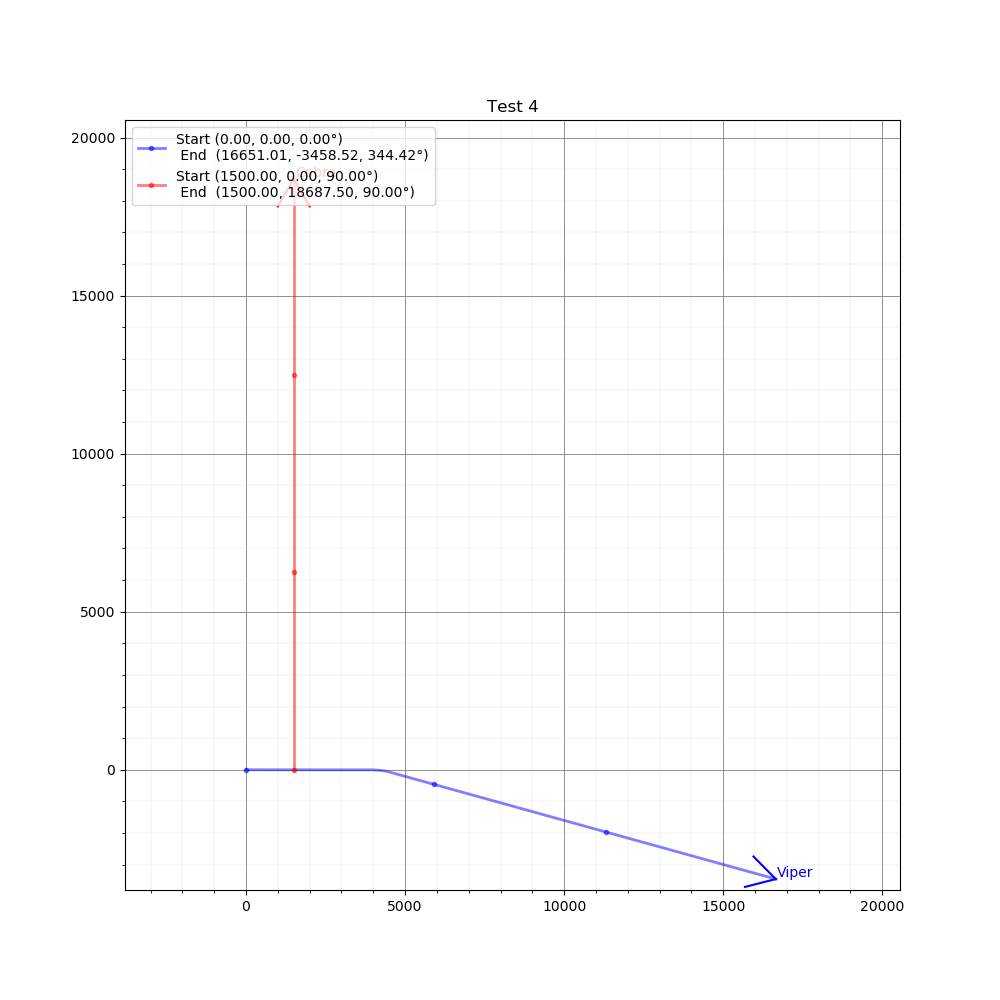 Test 4
Start (0.00, 0.00, 0.00°)
End (16651.01, -3458.52, 344.42°)
Start (1500.00, 0.00, 90.00°)
End (1500.00, 18687.50, 90.00°)
20000
15000
10000
5000
0
Viper
0 5000 10000 15000 20000